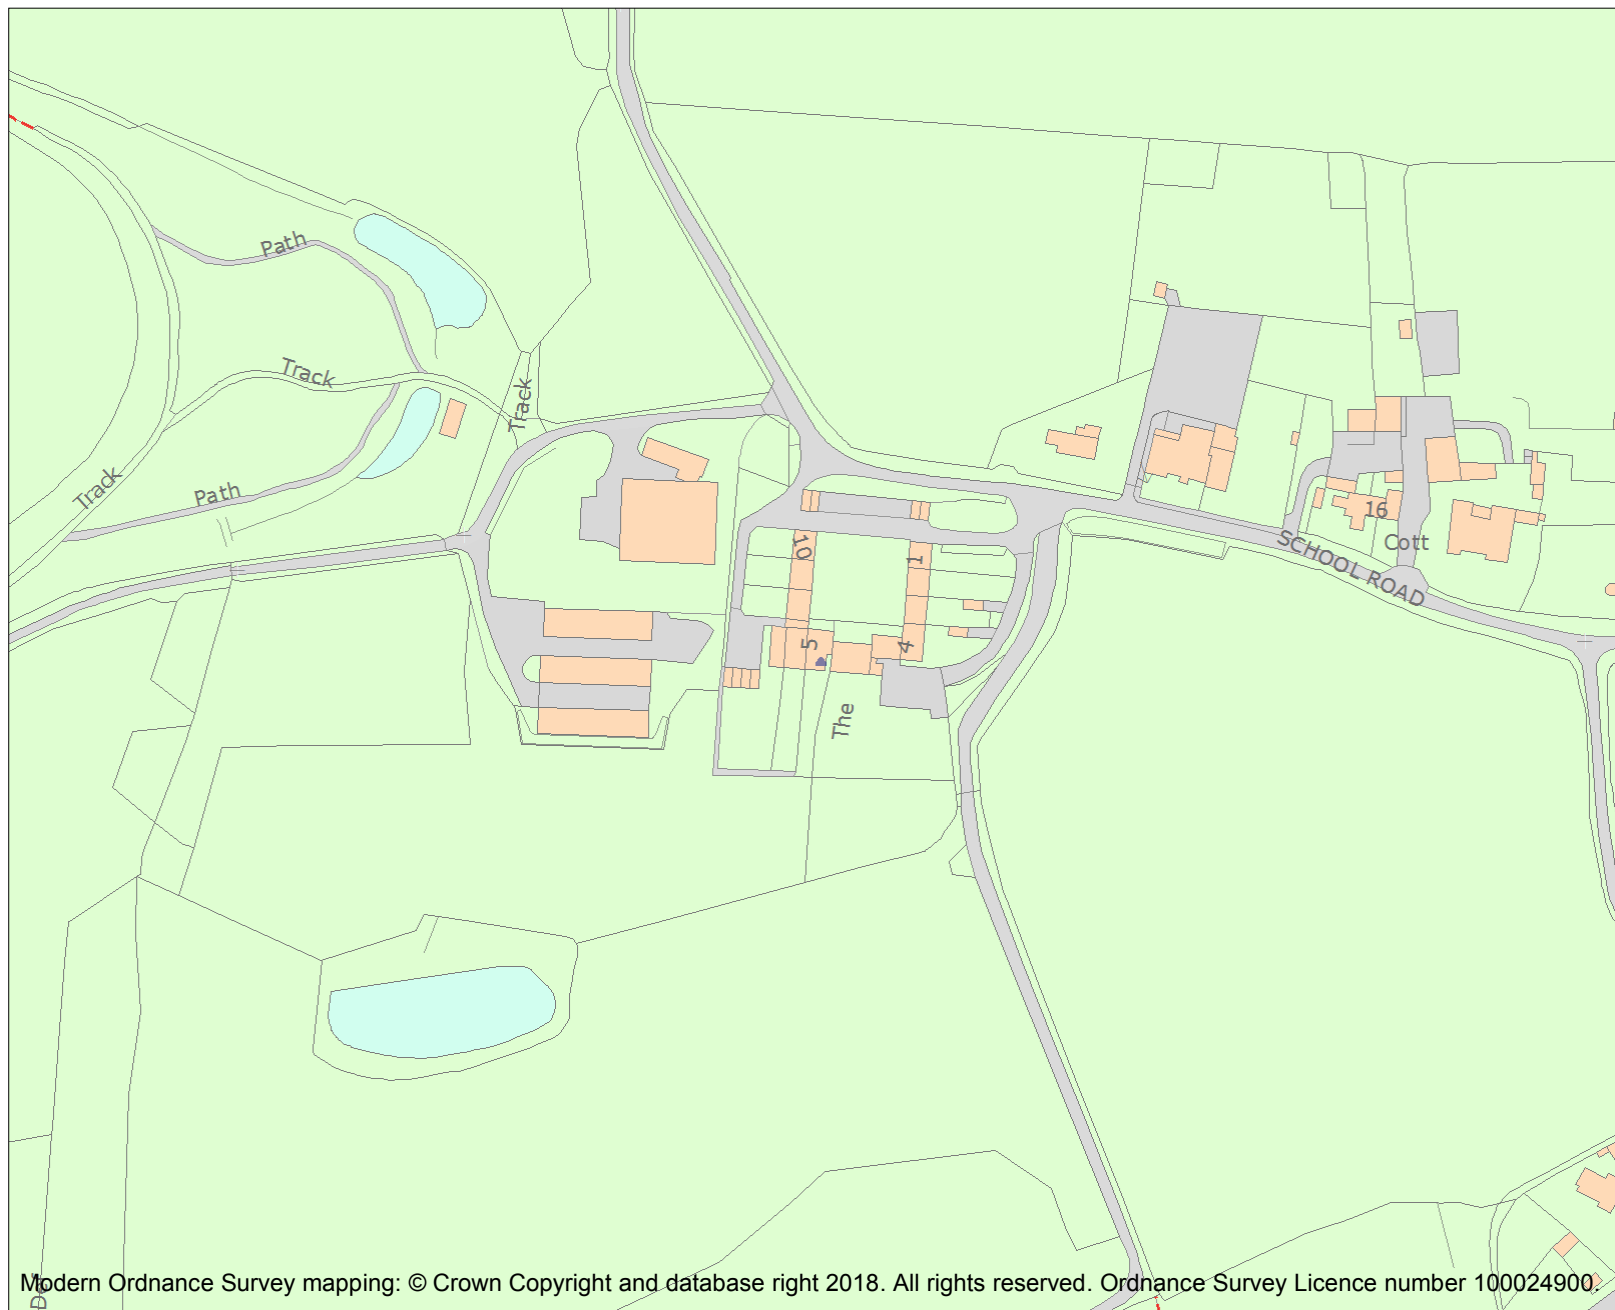 Path
Track
Track
Track
Path
10
1
16
Cott
SCHOOL ROAD
5
4
The
Modern Ordnance Survey mapping: © Crown Copyright and database right 2018. All rights reserved. Ordnance Survey Licence number 100024900.